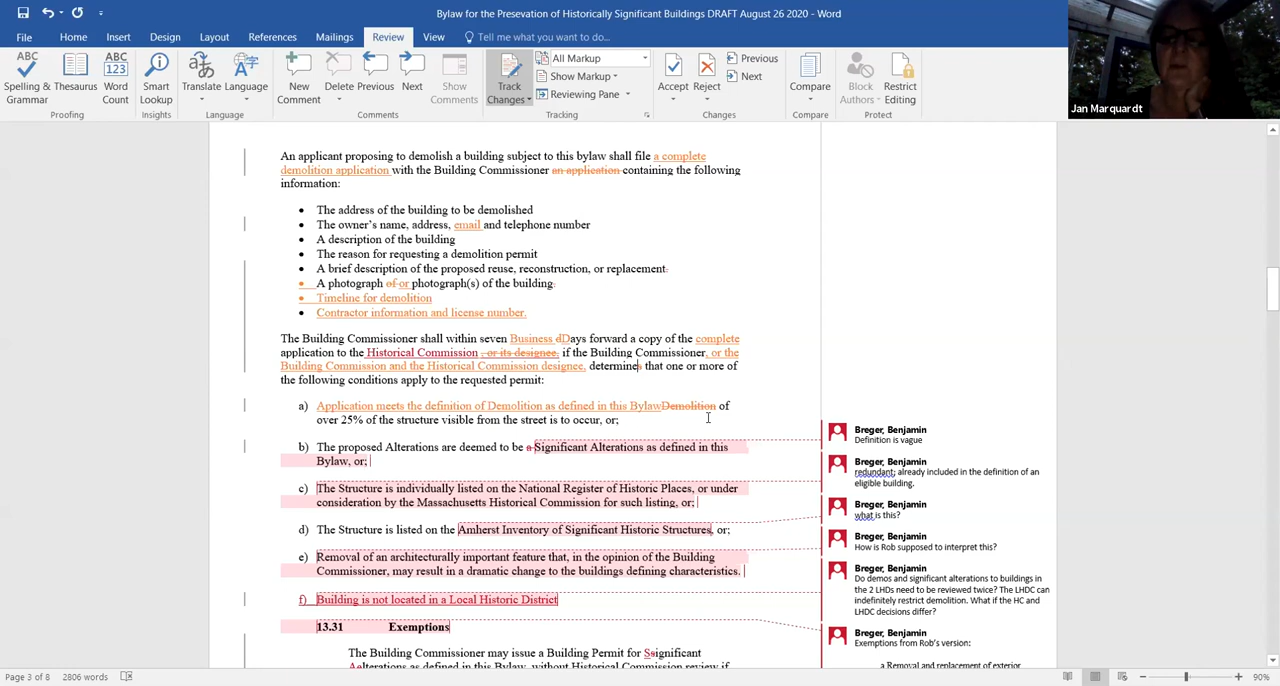 Bylaw for the Presevation of Historically Significant Buildings DRAFT August 26 2020 - Word
File Home Insert Design Layout References Mailings Review View Tell me what you want to do...
ABC Spelling & Grammar
Thesaurus
ABC 123 Word Count
Proofing
Smart Lookup
Insights
Translate
Language
Language
New Comment
Delete
Previous
Next
Show Comments
Comments
Track Changes
All Markup
Show Markup
Reviewing Pane
Tracking
Accept
Reject
Previous
Next
Changes
Compare
Compare
Block Authors
Restrict Editing
Protect
Jan Marquardt
An applicant proposing to demolish a building subject to this bylaw shall file a complete
demolition application with the Building Commissioner an application containing the following
information:
• The address of the building to be demolished
• The owner's name, address, email and telephone number
• A description of the building
• The reason for requesting a demolition permit
• A brief description of the proposed reuse, reconstruction, or replacement.
• A photograph of or photograph(s) of the building.
• Timeline for demolition
• Contractor information and license number.
The Building Commissioner shall within seven Business dDays forward a copy of the complete
application to the Historical Commission , or its designee, if the Building Commissioner, or the
Building Commission and the Historical Commission designee, determines that one or more of
the following conditions apply to the requested permit:
a) Application meets the definition of Demolition as defined in this BylawDemolition of
over 25% of the structure visible from the street is to occur, or;
b) The proposed Alterations are deemed to be a Significant Alterations as defined in this
Bylaw, or;
c) The Structure is individually listed on the National Register of Historic Places, or under
consideration by the Massachusetts Historical Commission for such listing, or;
d) The Structure is listed on the Amherst Inventory of Significant Historic Structures, or;
e) Removal of an architecturally important feature that, in the opinion of the Building
Commissioner, may result in a dramatic change to the buildings defining characteristics.
f) Building is not located in a Local Historic District
13.31 Exemptions
The Building Commissioner may issue a Building Permit for Ssignificant
Aalterations as defined in this Bylaw, without Historical Commission review if
Breger, Benjamin
Definition is vague
Breger, Benjamin
redundant; already included in the definition of an
eligible building.
Breger, Benjamin
what is this?
Breger, Benjamin
How is Rob supposed to interpret this?
Breger, Benjamin
Do demos and significant alterations to buildings in
the 2 LHDs need to be reviewed twice? The LHDC can
indefinitely restrict demolition. What if the HC and
LHDC decisions differ?
Breger, Benjamin
Exemptions from Rob's version:
a Removal and replacement of exterior
Page 3 of 8 2806 words
90%